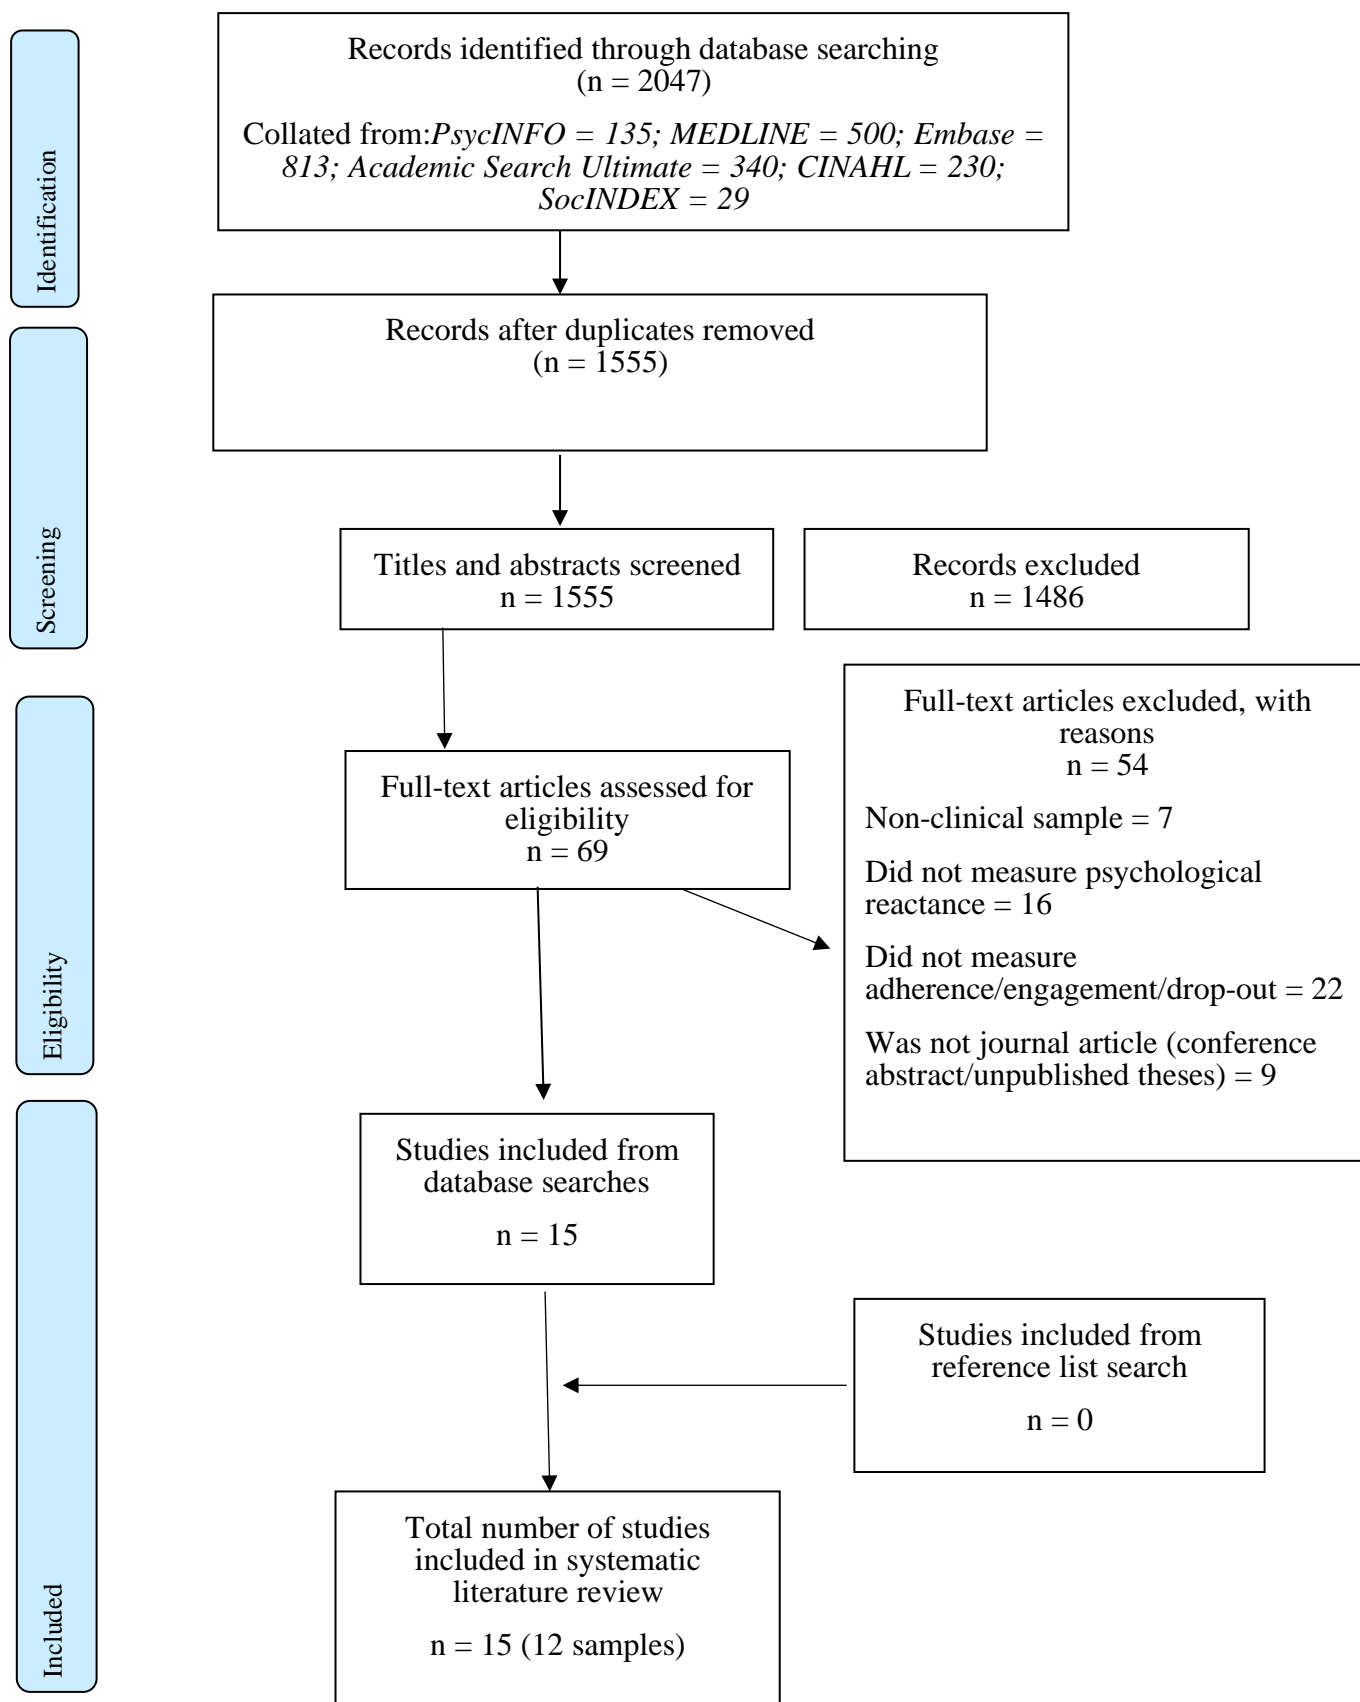 Identification
Records identified through database searching
(n = 2047)
Collated from:PsycINFO = 135; MEDLINE = 500; Embase =
813; Academic Search Ultimate = 340; CINAHL = 230;
SocINDEX = 29
Screening
Records after duplicates removed
(n = 1555)
Titles and abstracts screened
n = 1555
Records excluded
n = 1486
Eligibility
Full-text articles assessed for
eligibility
n = 69
Full-text articles excluded, with
reasons
n = 54
Non-clinical sample = 7
Did not measure psychological
reactance = 16
Did not measure
adherence/engagement/drop-out = 22
Was not journal article (conference
abstract/unpublished theses) = 9
Included
Studies included from
database searches
n = 15
Studies included from
reference list search
n = 0
Total number of studies
included in systematic
literature review
n = 15 (12 samples)